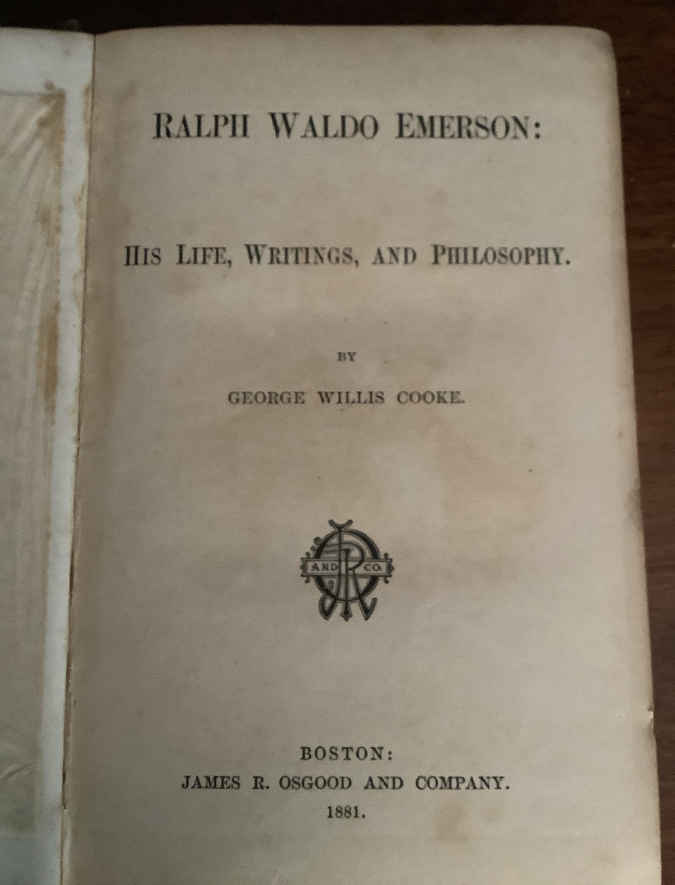 RALPH WALDO EMERSON:
HIS LIFE, WRITINGS, AND PHILOSOPHY.
BY
GEORGE WILLIS COOKE.
AND CO.
BOSTON:
JAMES R. OSGOOD AND COMPANY.
1881.